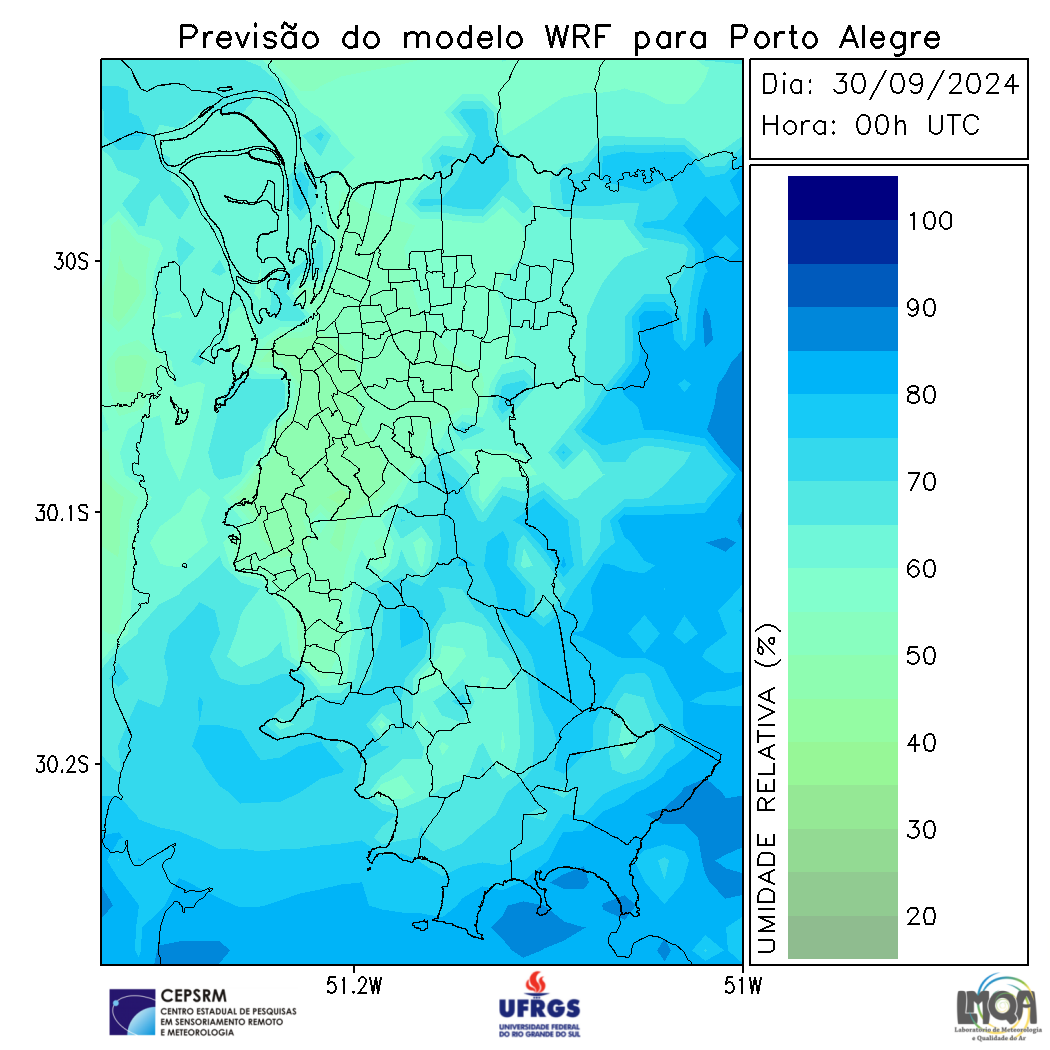 Previsão do modelo WRF para Porto Alegre
Dia: 30/09/2024
Hora: 00h UTC
100
90
80
70
60
50
40
30
20
UMIDADE RELATIVA (%)
30S
30.1S
30.2S
51.2W
51W
CEPSRM
CENTRO ESTADUAL DE PESQUISAS
EM SENSORIAMENTO REMOTO
E METEOROLOGIA
UFRGS
UNIVERSIDADE FEDERAL
DO RIO GRANDE DO SUL
LMQA
Laboratório de Meteorologia
e Qualidade do Ar